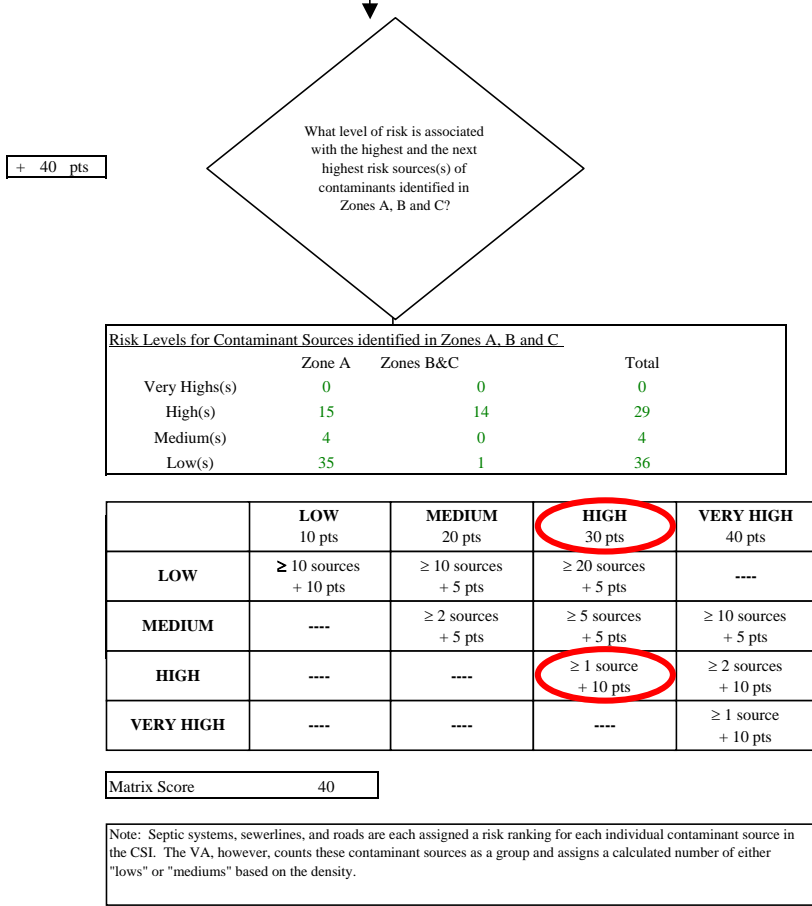 What level of risk is associated
with the highest and the next
highest risk sources(s) of
contaminants identified in
Zones A, B and C?
+ 40 pts
Risk Levels for Contaminant Sources identified in Zones A, B and C
Zone A Zones B&C Total
Very Highs(s) 0 0 0
High(s) 15 14 29
Medium(s) 4 0 4
Low(s) 35 1 36
LOW MEDIUM HIGH VERY HIGH
10 pts 20 pts 30 pts 40 pts
LOW ≥ 10 sources ≥ 10 sources ≥ 20 sources ----
+ 10 pts + 5 pts + 5 pts
MEDIUM ---- ≥ 2 sources ≥ 5 sources ≥ 10 sources
+ 5 pts + 5 pts + 5 pts
HIGH ---- ---- ≥ 1 source ≥ 2 sources
+ 10 pts + 10 pts
VERY HIGH ---- ---- ---- ≥ 1 source
+ 10 pts
Matrix Score 40
Note: Septic systems, sewerlines, and roads are each assigned a risk ranking for each individual contaminant source in
the CSI. The VA, however, counts these contaminant sources as a group and assigns a calculated number of either
"lows" or "mediums" based on the density.